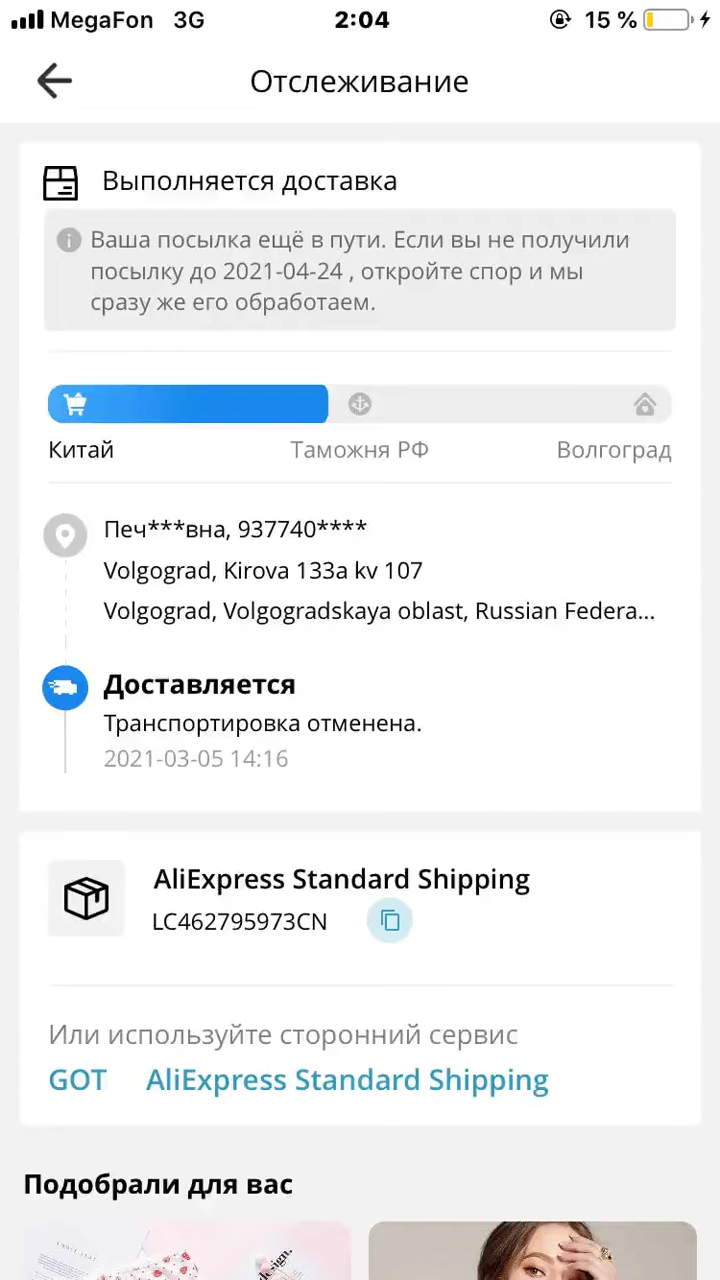 MegaFon 3G 2:04 15 %
Отслеживание
Выполняется доставка
Ваша посылка ещё в пути. Если вы не получили
посылку до 2021-04-24 , откройте спор и мы
сразу же его обработаем.
Китай Таможня РФ Волгоград
Печ***вна, 937740****
Volgograd, Kirova 133a kv 107
Volgograd, Volgogradskaya oblast, Russian Federa...
Доставляется
Транспортировка отменена.
2021-03-05 14:16
AliExpress Standard Shipping
LC462795973CN
Или используйте сторонний сервис
GOT AliExpress Standard Shipping
Подобрали для вас